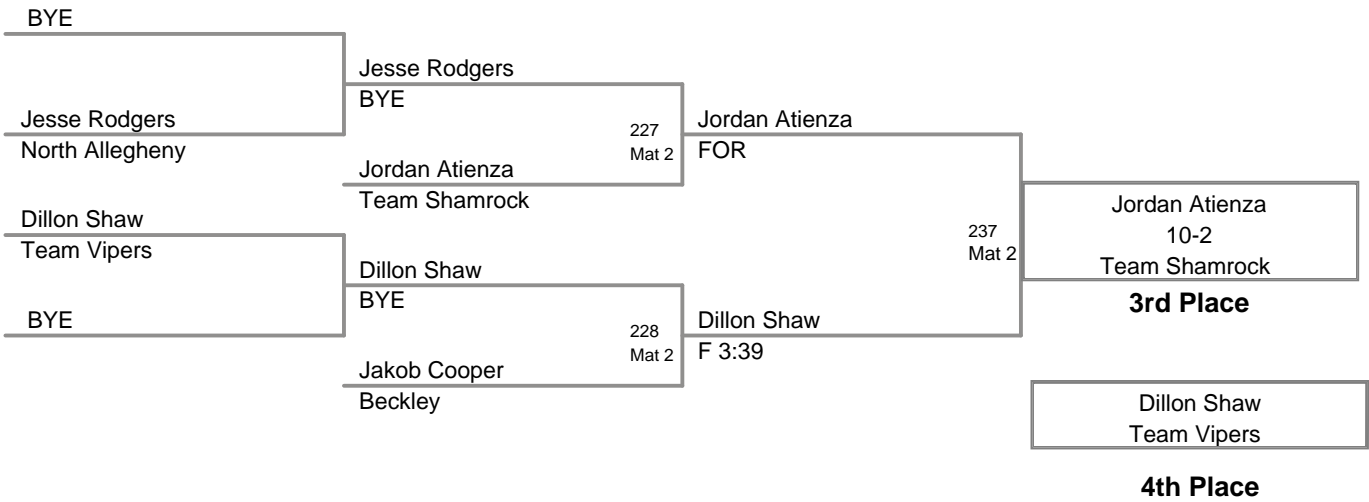 BYE
Jesse Rodgers
BYE
Jesse Rodgers
North Allegheny
227
Mat 2
Jordan Atienza
FOR
Jordan Atienza
Team Shamrock
Dillon Shaw
Team Vipers
Jordan Atienza
10-2
Team Shamrock
3rd Place
237
Mat 2
Dillon Shaw
BYE
BYE
228
Mat 2
Dillon Shaw
F 3:39
Jakob Cooper
Beckley
Dillon Shaw
Team Vipers
4th Place